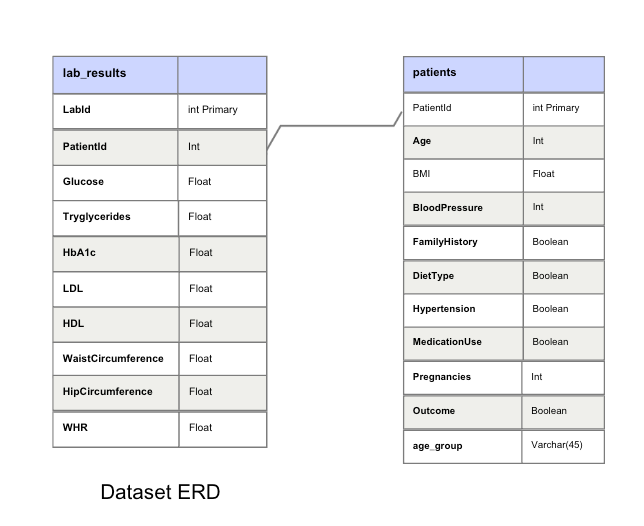 lab_results
LabId int Primary
PatientId Int
Glucose Float
Tryglycerides Float
HbA1c Float
LDL Float
HDL Float
WaistCircumference Float
HipCircumference Float
WHR Float
patients
PatientId int Primary
Age Int
BMI Float
BloodPressure Int
FamilyHistory Boolean
DietType Boolean
Hypertension Boolean
MedicationUse Boolean
Pregnancies Int
Outcome Boolean
age_group Varchar(45)
Dataset ERD